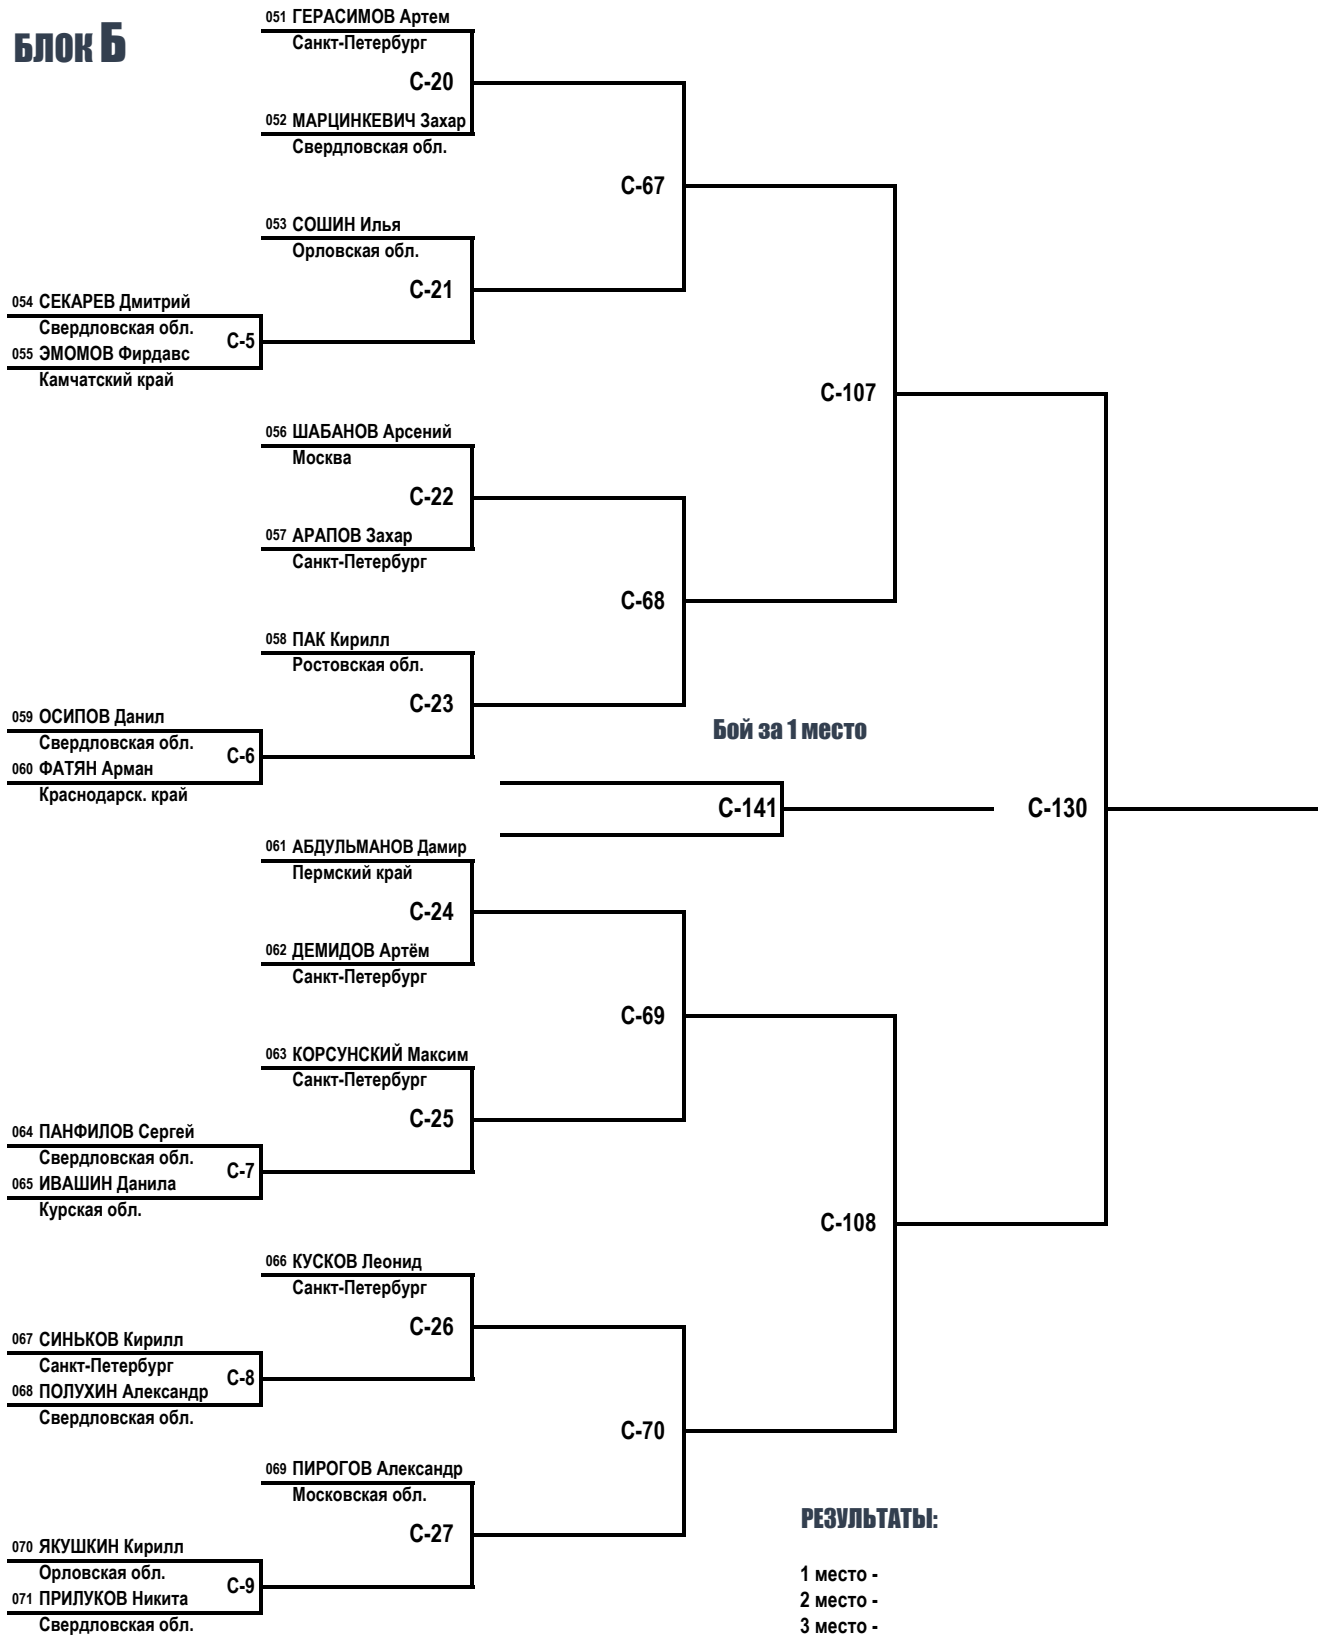 БЛОК Б
051 ГЕРАСИМОВ Артем
Санкт-Петербург
С-20
052 МАРЦИНКЕВИЧ Захар
Свердловская обл.
С-67
053 СОШИН Илья
Орловская обл.
С-21
054 СЕКАРЕВ Дмитрий
Свердловская обл.
С-5
055 ЭМОМОВ Фирдавс
Камчатский край
С-107
056 ШАБАНОВ Арсений
Москва
С-22
057 АРАПОВ Захар
Санкт-Петербург
С-68
058 ПАК Кирилл
Ростовская обл.
С-23
059 ОСИПОВ Данил
Свердловская обл.
С-6
060 ФАТЯН Арман
Краснодарск. край
Бой за 1 место
С-141
С-130
061 АБДУЛЬМАНОВ Дамир
Пермский край
С-24
062 ДЕМИДОВ Артём
Санкт-Петербург
С-69
063 КОРСУНСКИЙ Максим
Санкт-Петербург
С-25
064 ПАНФИЛОВ Сергей
Свердловская обл.
С-7
065 ИВАШИН Данила
Курская обл.
С-108
066 КУСКОВ Леонид
Санкт-Петербург
С-26
067 СИНЬКОВ Кирилл
Санкт-Петербург
С-8
068 ПОЛУХИН Александр
Свердловская обл.
С-70
069 ПИРОГОВ Александр
Московская обл.
С-27
070 ЯКУШКИН Кирилл
Орловская обл.
С-9
071 ПРИЛУКОВ Никита
Свердловская обл.
РЕЗУЛЬТАТЫ:
1 место -
2 место -
3 место -